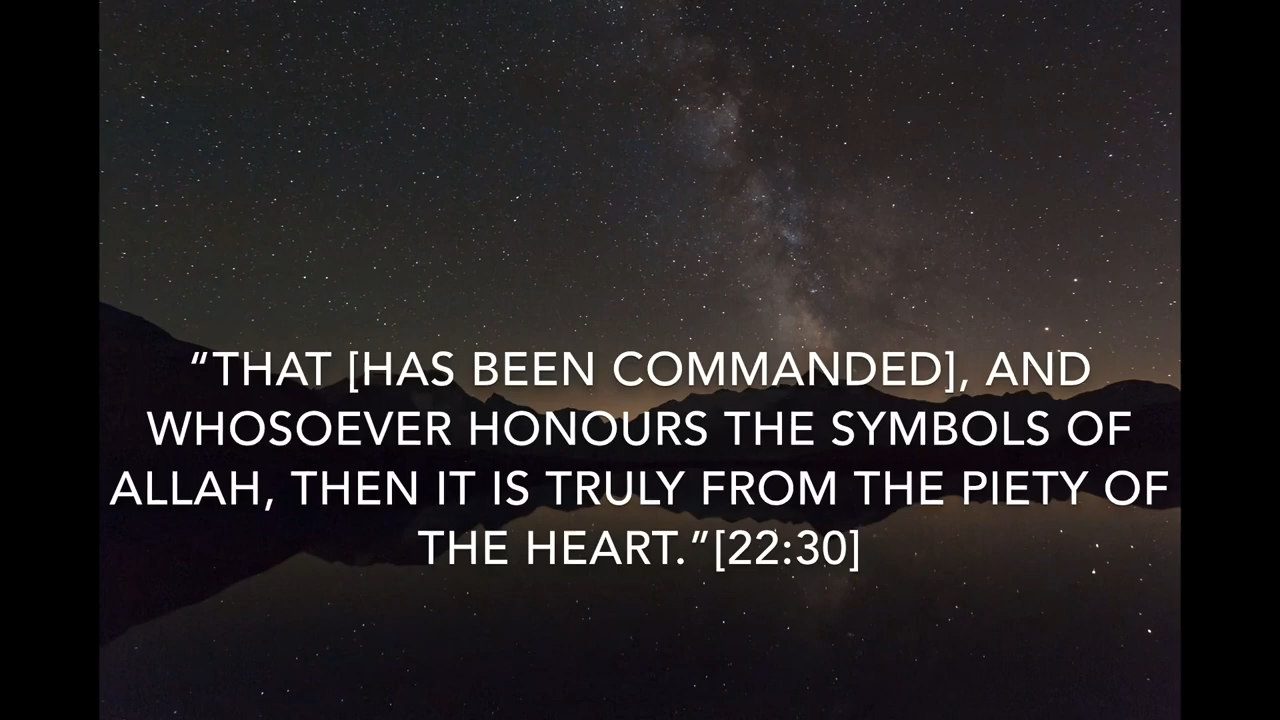 “THAT [HAS BEEN COMMANDED], AND
WHOSOEVER HONOURS THE SYMBOLS OF
ALLAH, THEN IT IS TRULY FROM THE PIETY OF
THE HEART.”[22:30]